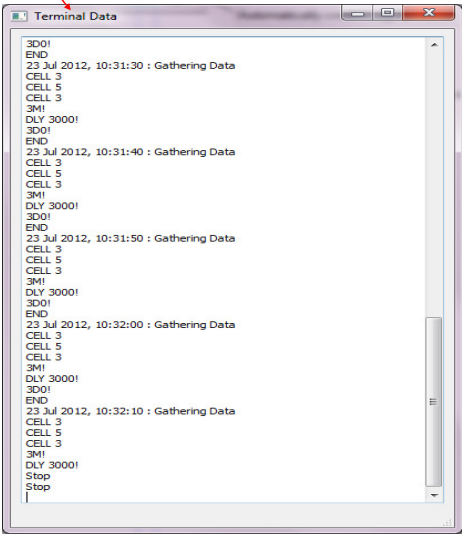 Terminal Data
3D0!
END
23 Jul 2012, 10:31:30 : Gathering Data
CELL 3
CELL 5
CELL 3
3M!
DLY 3000!
3D0!
END
23 Jul 2012, 10:31:40 : Gathering Data
CELL 3
CELL 5
CELL 3
3M!
DLY 3000!
3D0!
END
23 Jul 2012, 10:31:50 : Gathering Data
CELL 3
CELL 5
CELL 3
3M!
DLY 3000!
3D0!
END
23 Jul 2012, 10:32:00 : Gathering Data
CELL 3
CELL 5
CELL 3
3M!
DLY 3000!
3D0!
END
23 Jul 2012, 10:32:10 : Gathering Data
CELL 3
CELL 5
CELL 3
3M!
DLY 3000!
Stop
Stop